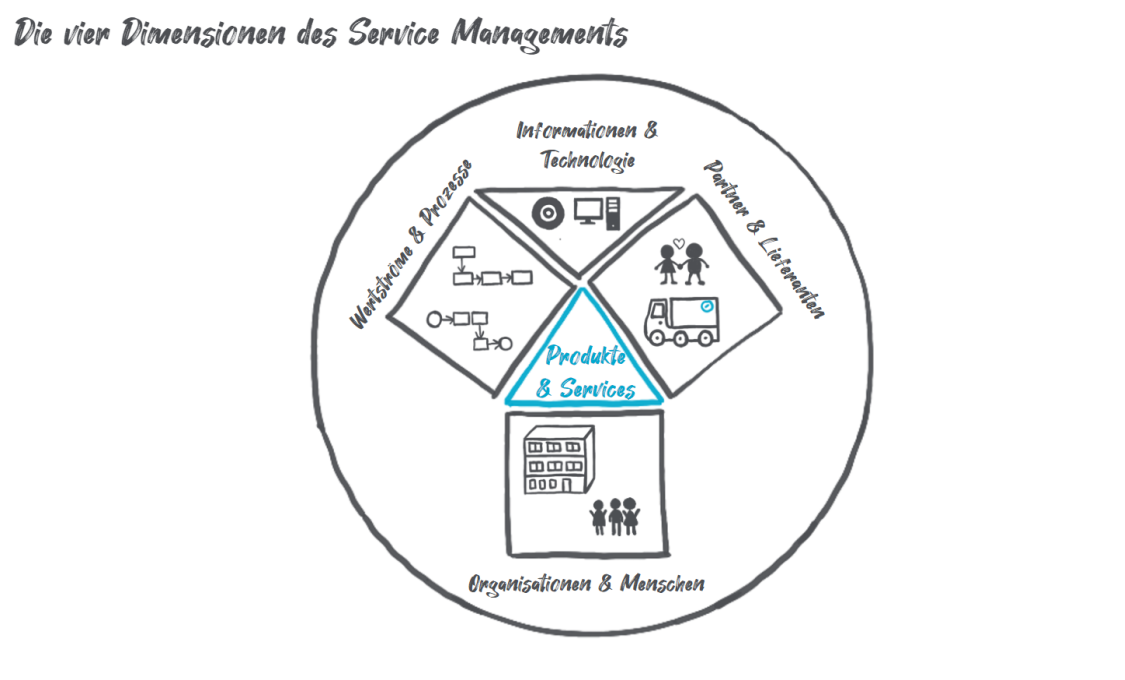 Die vier Dimensionen des Service Managements
Informationen &
Technologie
Wertströme & Prozesse
Partner & Lieferanten
Produkte
& Services
Organisationen & Menschen